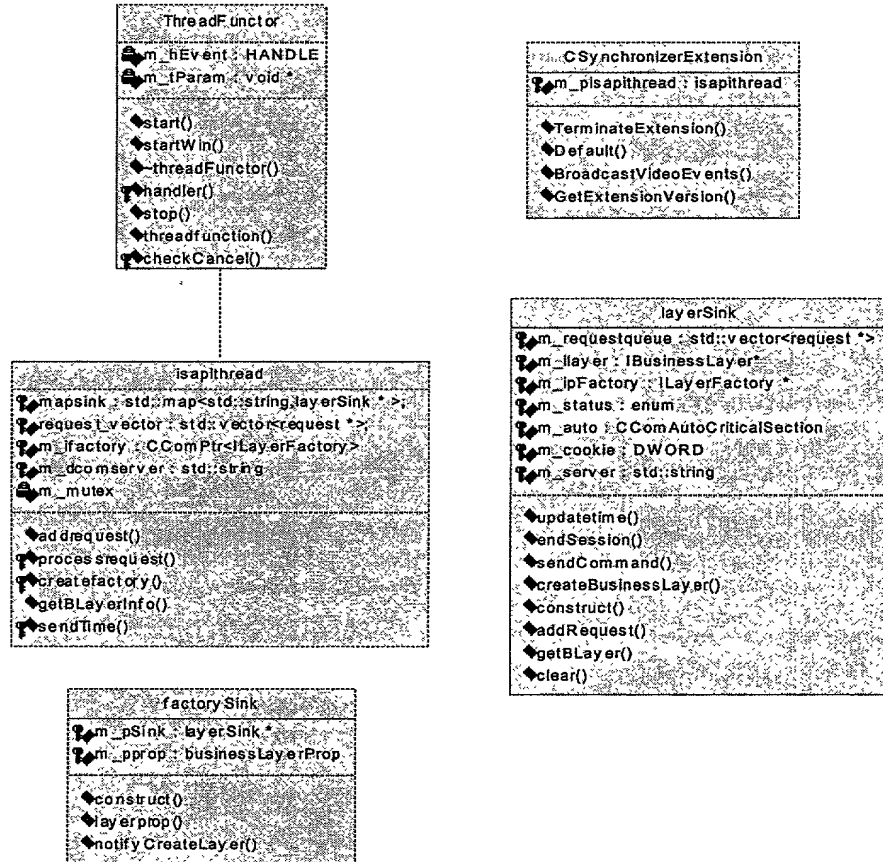 ThreadFunctor
m_hEvent : HANDLE
m_tParam : void *
start()
startWin()
~threadFunctor()
handler()
stop()
threadfunction()
checkCancel()
CSynchronizerExtension
m_pIsapithread : isapithread
TerminateExtension()
Default()
BroadcastVideoEvents()
GetExtensionVersion()
isapithread
mapsink : std::map<std::string,layerSink * >;
request_vector : std::vector<request *>;
m_ifactory : CComPtr<ILayerFactory>
m_dcomserver : std::string
m_mutex
addrequest()
processrequest()
createfactory()
getBLayerInfo()
sendTime()
layerSink
m_requestqueue : std::vector<request *>
m_ilayer : IBusinessLayer*
m_ipFactory : ILayerFactory *
m_status : enum
m_auto : CComAutoCriticalSection
m_cookie : DWORD
m_server : std::string
updatetime()
endSession()
sendCommand()
createBusinessLayer()
construct()
addRequest()
getBLayer()
clear()
factorySink
m_pSink : layerSink *
m_pprop : businessLayerProp
construct()
layerprop()
notifyCreateLayer()